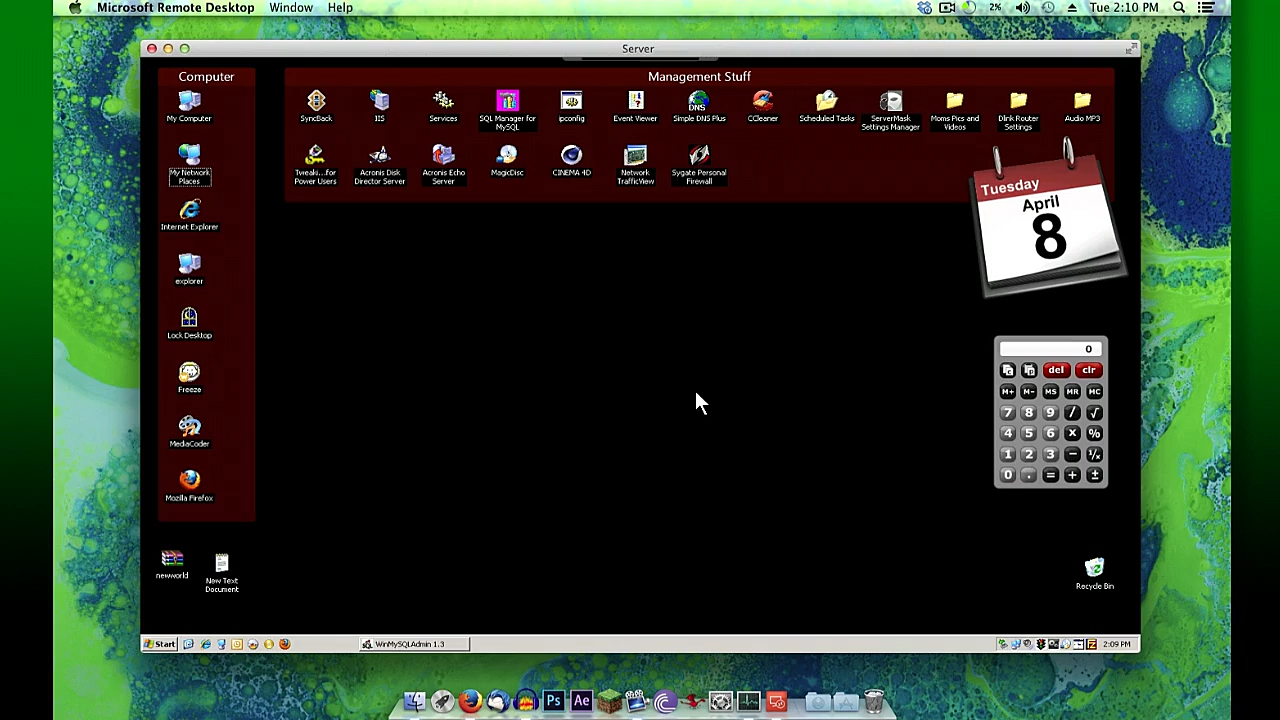 Microsoft Remote Desktop Window Help
2% Tue 2:10 PM
Server
Computer
My Computer
My Network
Places
Internet Explorer
explorer
Lock Desktop
Freeze
MediaCoder
Mozilla Firefox
newworld
New Text
Document
Management Stuff
SyncBack
IIS
Services
SQL Manager for
MySQL
ipconfig
Event Viewer
DNS
Simple DNS Plus
CCleaner
Scheduled Tasks
ServerMask
Settings Manager
Moms Pics and
Videos
Dlink Router
Settings
Audio MP3
Tweaki...for
Power Users
Acronis Disk
Director Server
Acronis Echo
Server
MagicDisc
CINEMA 4D
Network
TrafficView
Sygate Personal
Firewall
Tuesday
April
8
0
del clr
M+ M- MS MR MC
7 8 9 / √
4 5 6 x %
1 2 3 − 1/x
0 . = + ±
Recycle Bin
Start
WinMySQLAdmin 1.3
2:09 PM
Ps Ae